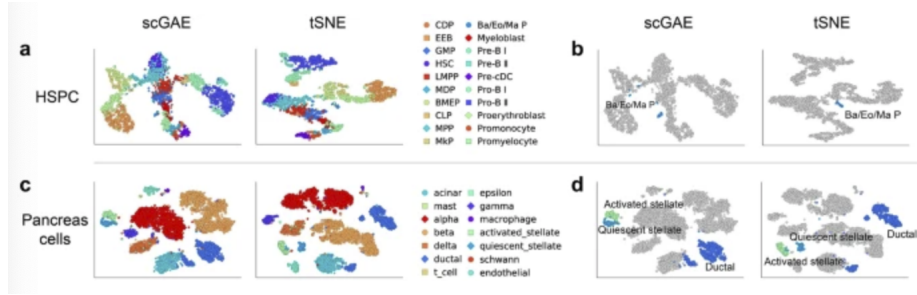 scGAE
tSNE
scGAE
tSNE
a
HSPC
CDP
EEB
GMP
HSC
LMPP
MDP
BMEP
CLP
MPP
MkP
Ba/Eo/Ma P
Myeloblast
Pre-B I
Pre-B II
Pre-cDC
Pro-B I
Pro-B II
Proerythroblast
Promonocyte
Promyelocyte
b
Ba/Eo/Ma P
Ba/Eo/Ma P
c
Pancreas
cells
acinar
mast
alpha
beta
delta
ductal
t_cell
epsilon
gamma
macrophage
activated_stellate
quiescent_stellate
schwann
endothelial
d
Activated stellate
Quiescent stellate
Ductal
Quiescent stellate
Ductal
Activated stellate